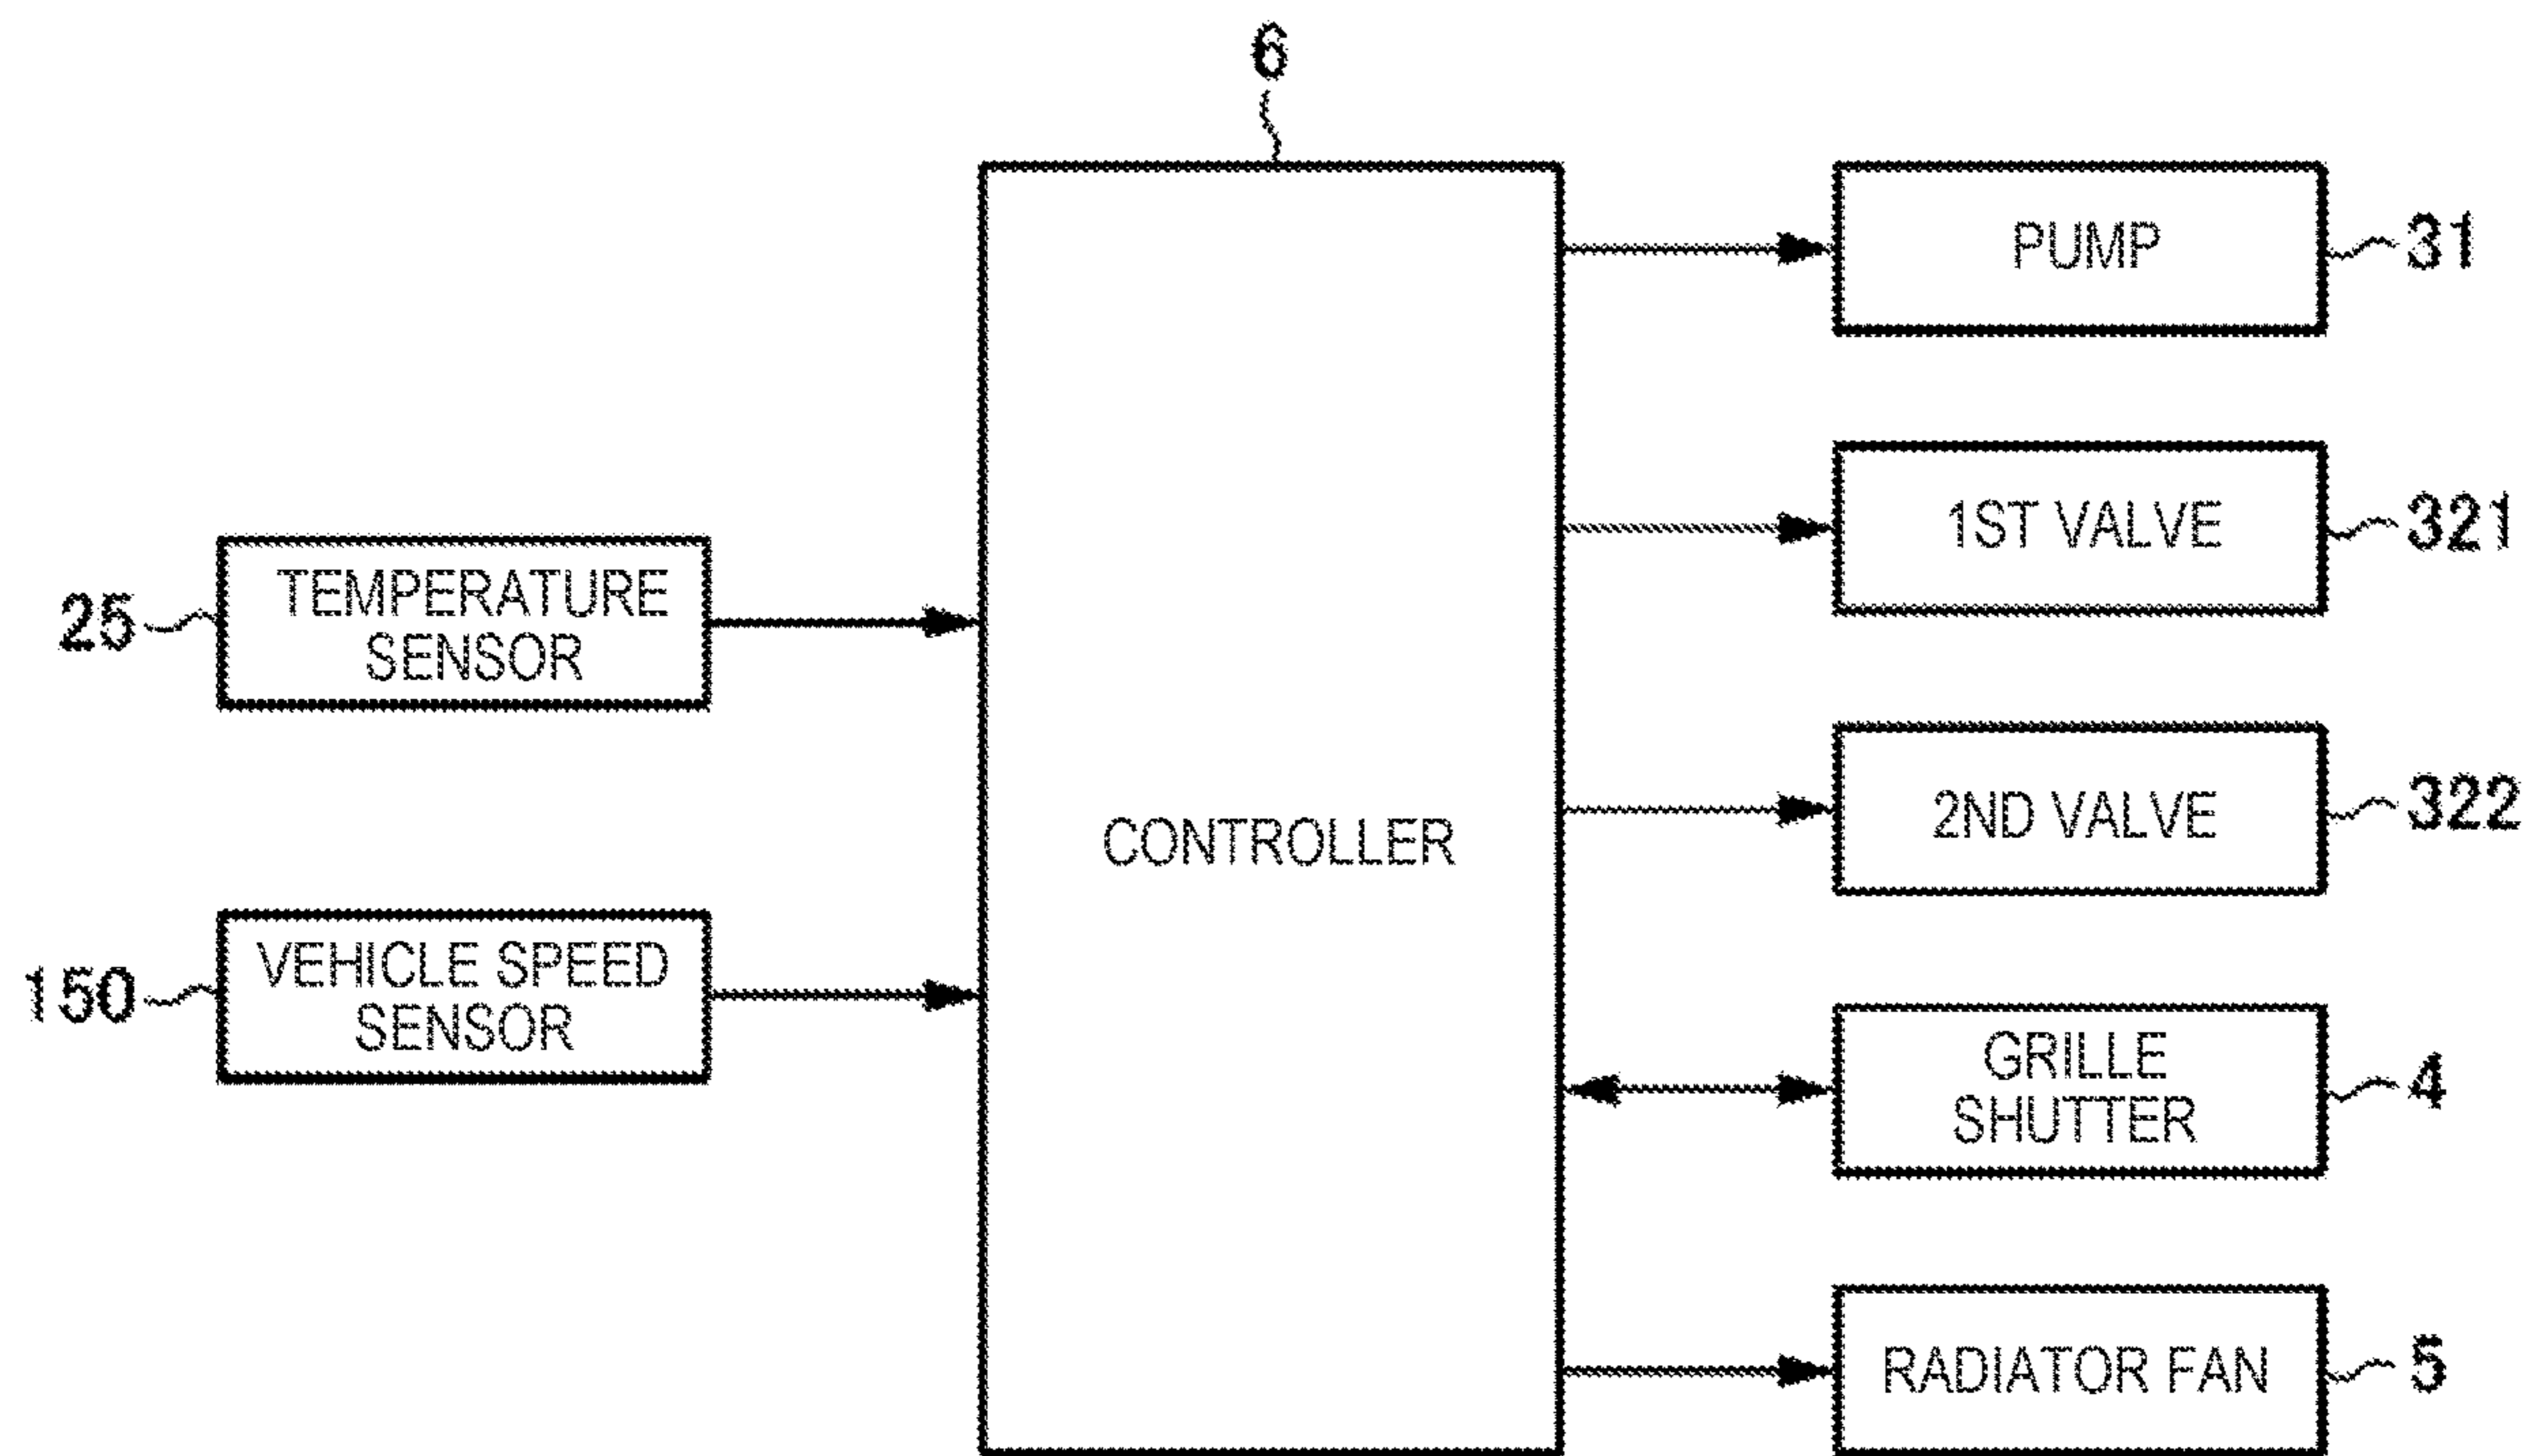 6
PUMP
31
1ST VALVE
321
25
TEMPERATURE
SENSOR
2ND VALVE
322
CONTROLLER
150
VEHICLE SPEED
SENSOR
GRILLE
SHUTTER
4
RADIATOR FAN
5